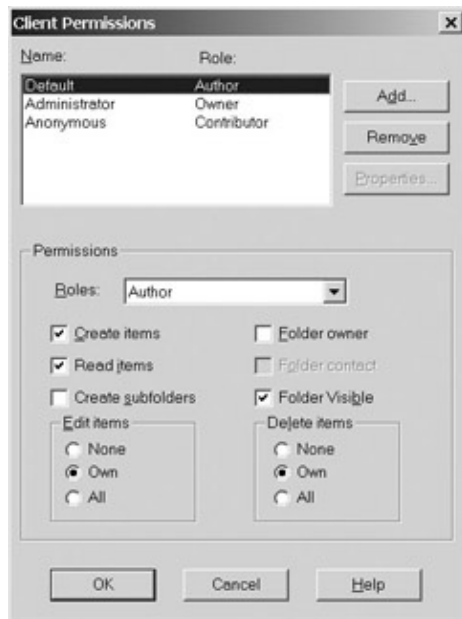 Client Permissions
Name: Role:
Default Author
Administrator Owner
Anonymous Contributor
Add...
Remove
Properties...
Permissions
Roles: Author
Create items Folder owner
Read items Folder contact
Create subfolders Folder Visible
Edit items Delete items
None None
Own Own
All All
OK Cancel Help